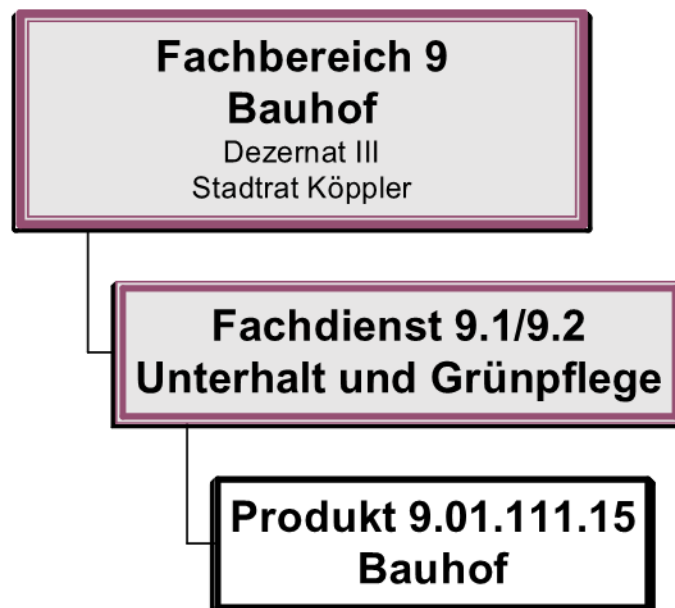 Fachbereich 9
Bauhof
Dezernat III
Stadtrat Köppler
Fachdienst 9.1/9.2
Unterhalt und Grünpflege
Produkt 9.01.111.15
Bauhof